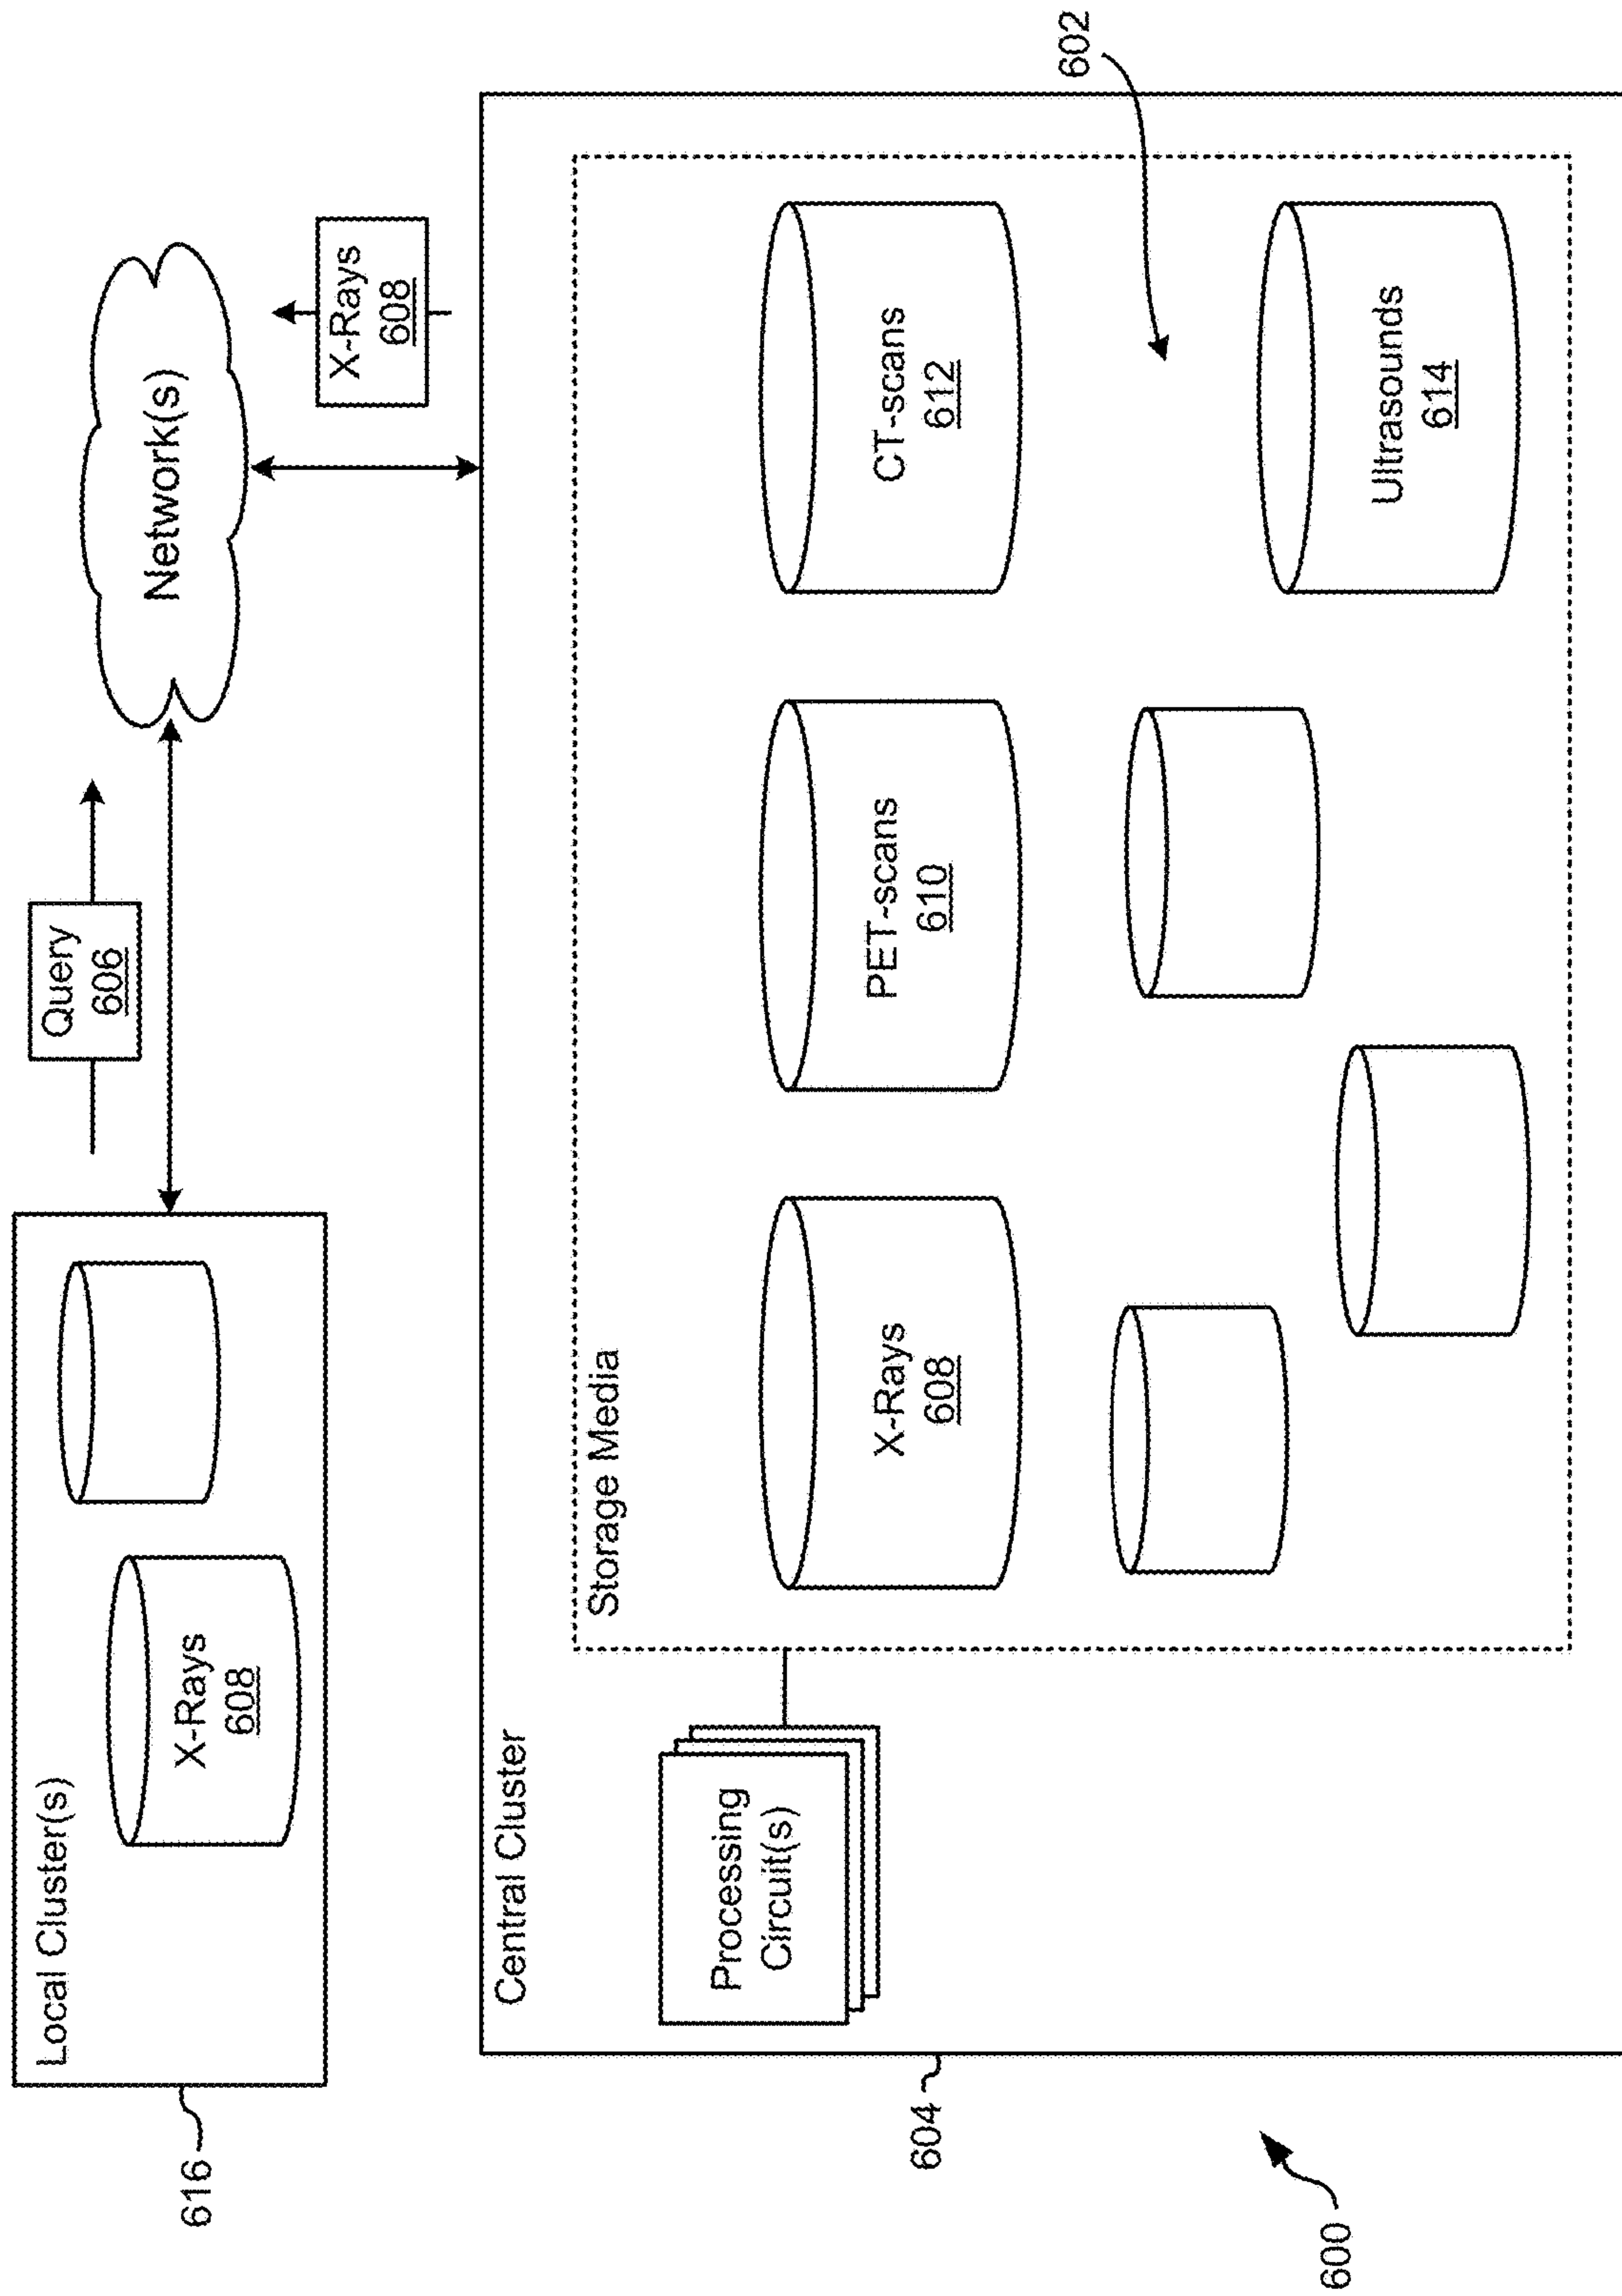 Local Cluster(s)
X-Rays
608
616
Query
606
Network(s)
X-Rays
608
Central Cluster
604
Processing
Circuit(s)
Storage Media
X-Rays
608
PET-scans
610
CT-scans
612
Ultrasounds
614
602
600